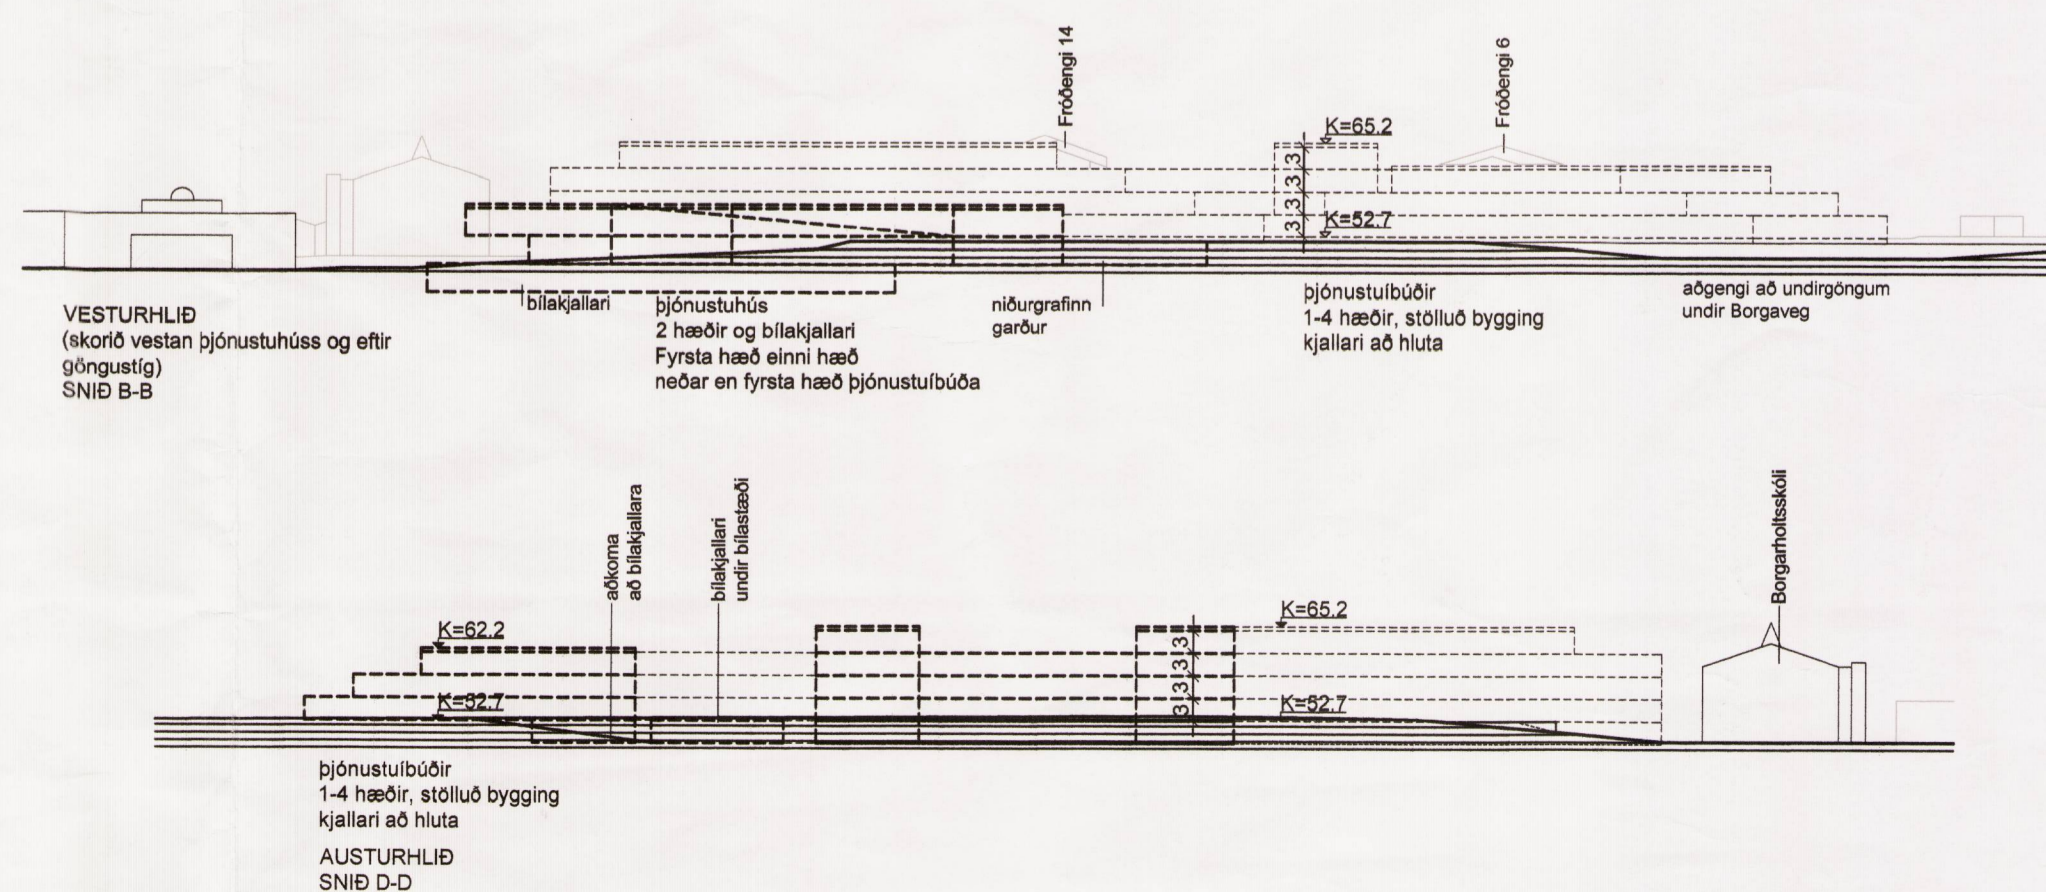 Fróðengi 14
Fróðengi 6
K=65.2
3
3
3
K=52.7
3
VESTURHLIÐ
(skorið vestan þjónustuhúss og eftir
göngustíg)
SNIÐ B-B
bílakjallari
þjónustuhús
2 hæðir og bílakjallari
Fyrsta hæð einni hæð
neðar en fyrsta hæð þjónustuíbúða
niðurgrafinn
garður
þjónustuíbúðir
1-4 hæðir, stölluð bygging
kjallari að hluta
aðgengi að undirgöngum
undir Borgaveg
aðkoma
að bílakjallara
bílakjallari
undir bílastæði
Borgarholtsskóli
K=62.2
K=52.7
K=65.2
3
3
3
3
K=52.7
þjónustuíbúðir
1-4 hæðir, stölluð bygging
kjallari að hluta
AUSTURHLIÐ
SNIÐ D-D